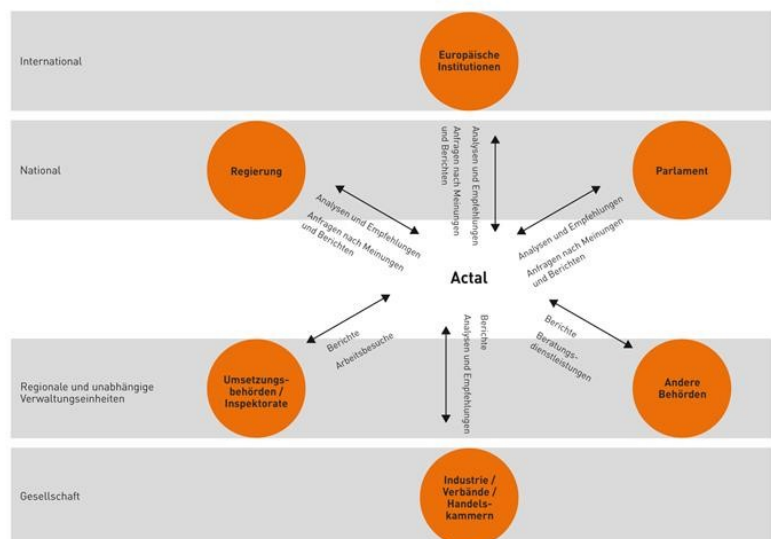 International
Europäische
Institutionen
National
Regierung
Analysen und Empfehlungen
Anfragen nach Meinungen
und Berichten
Analysen und Empfehlungen
Anfragen nach Meinungen
und Berichten
Parlament
Analysen und Empfehlungen
Anfragen nach Meinungen
und Berichten
Actal
Berichte
Arbeitsbesuche
Berichte
Analysen und Empfehlungen
Berichte
Beratungs-
dienstleistungen
Regionale und unabhängige
Verwaltungseinheiten
Umsetzungs-
behörden /
Inspektorate
Andere
Behörden
Gesellschaft
Industrie /
Verbände /
Handels-
kammern